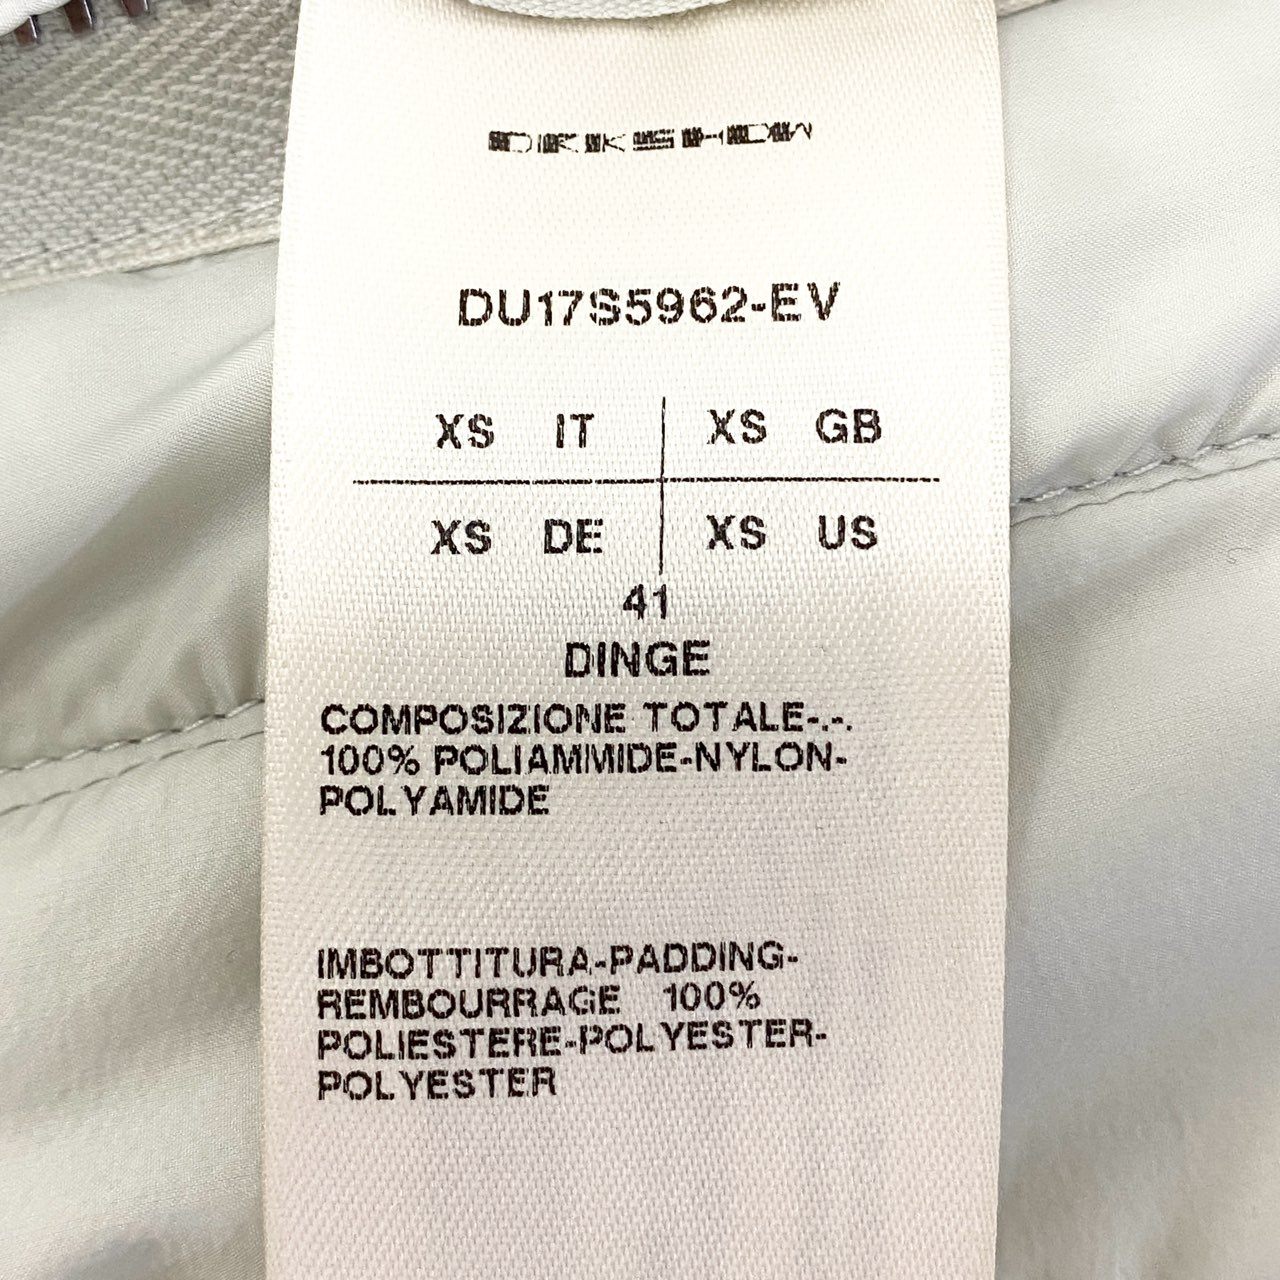 DRKSHDW
DU17S5962-EV
XS IT XS GB
XS DE XS US
41
DINGE
COMPOSIZIONE TOTALE-.-.
100% POLIAMMIDE-NYLON-
POLYAMIDE
IMBOTTITURA-PADDING-
REMBOURRAGE 100%
POLIESTERE-POLYESTER-
POLYESTER